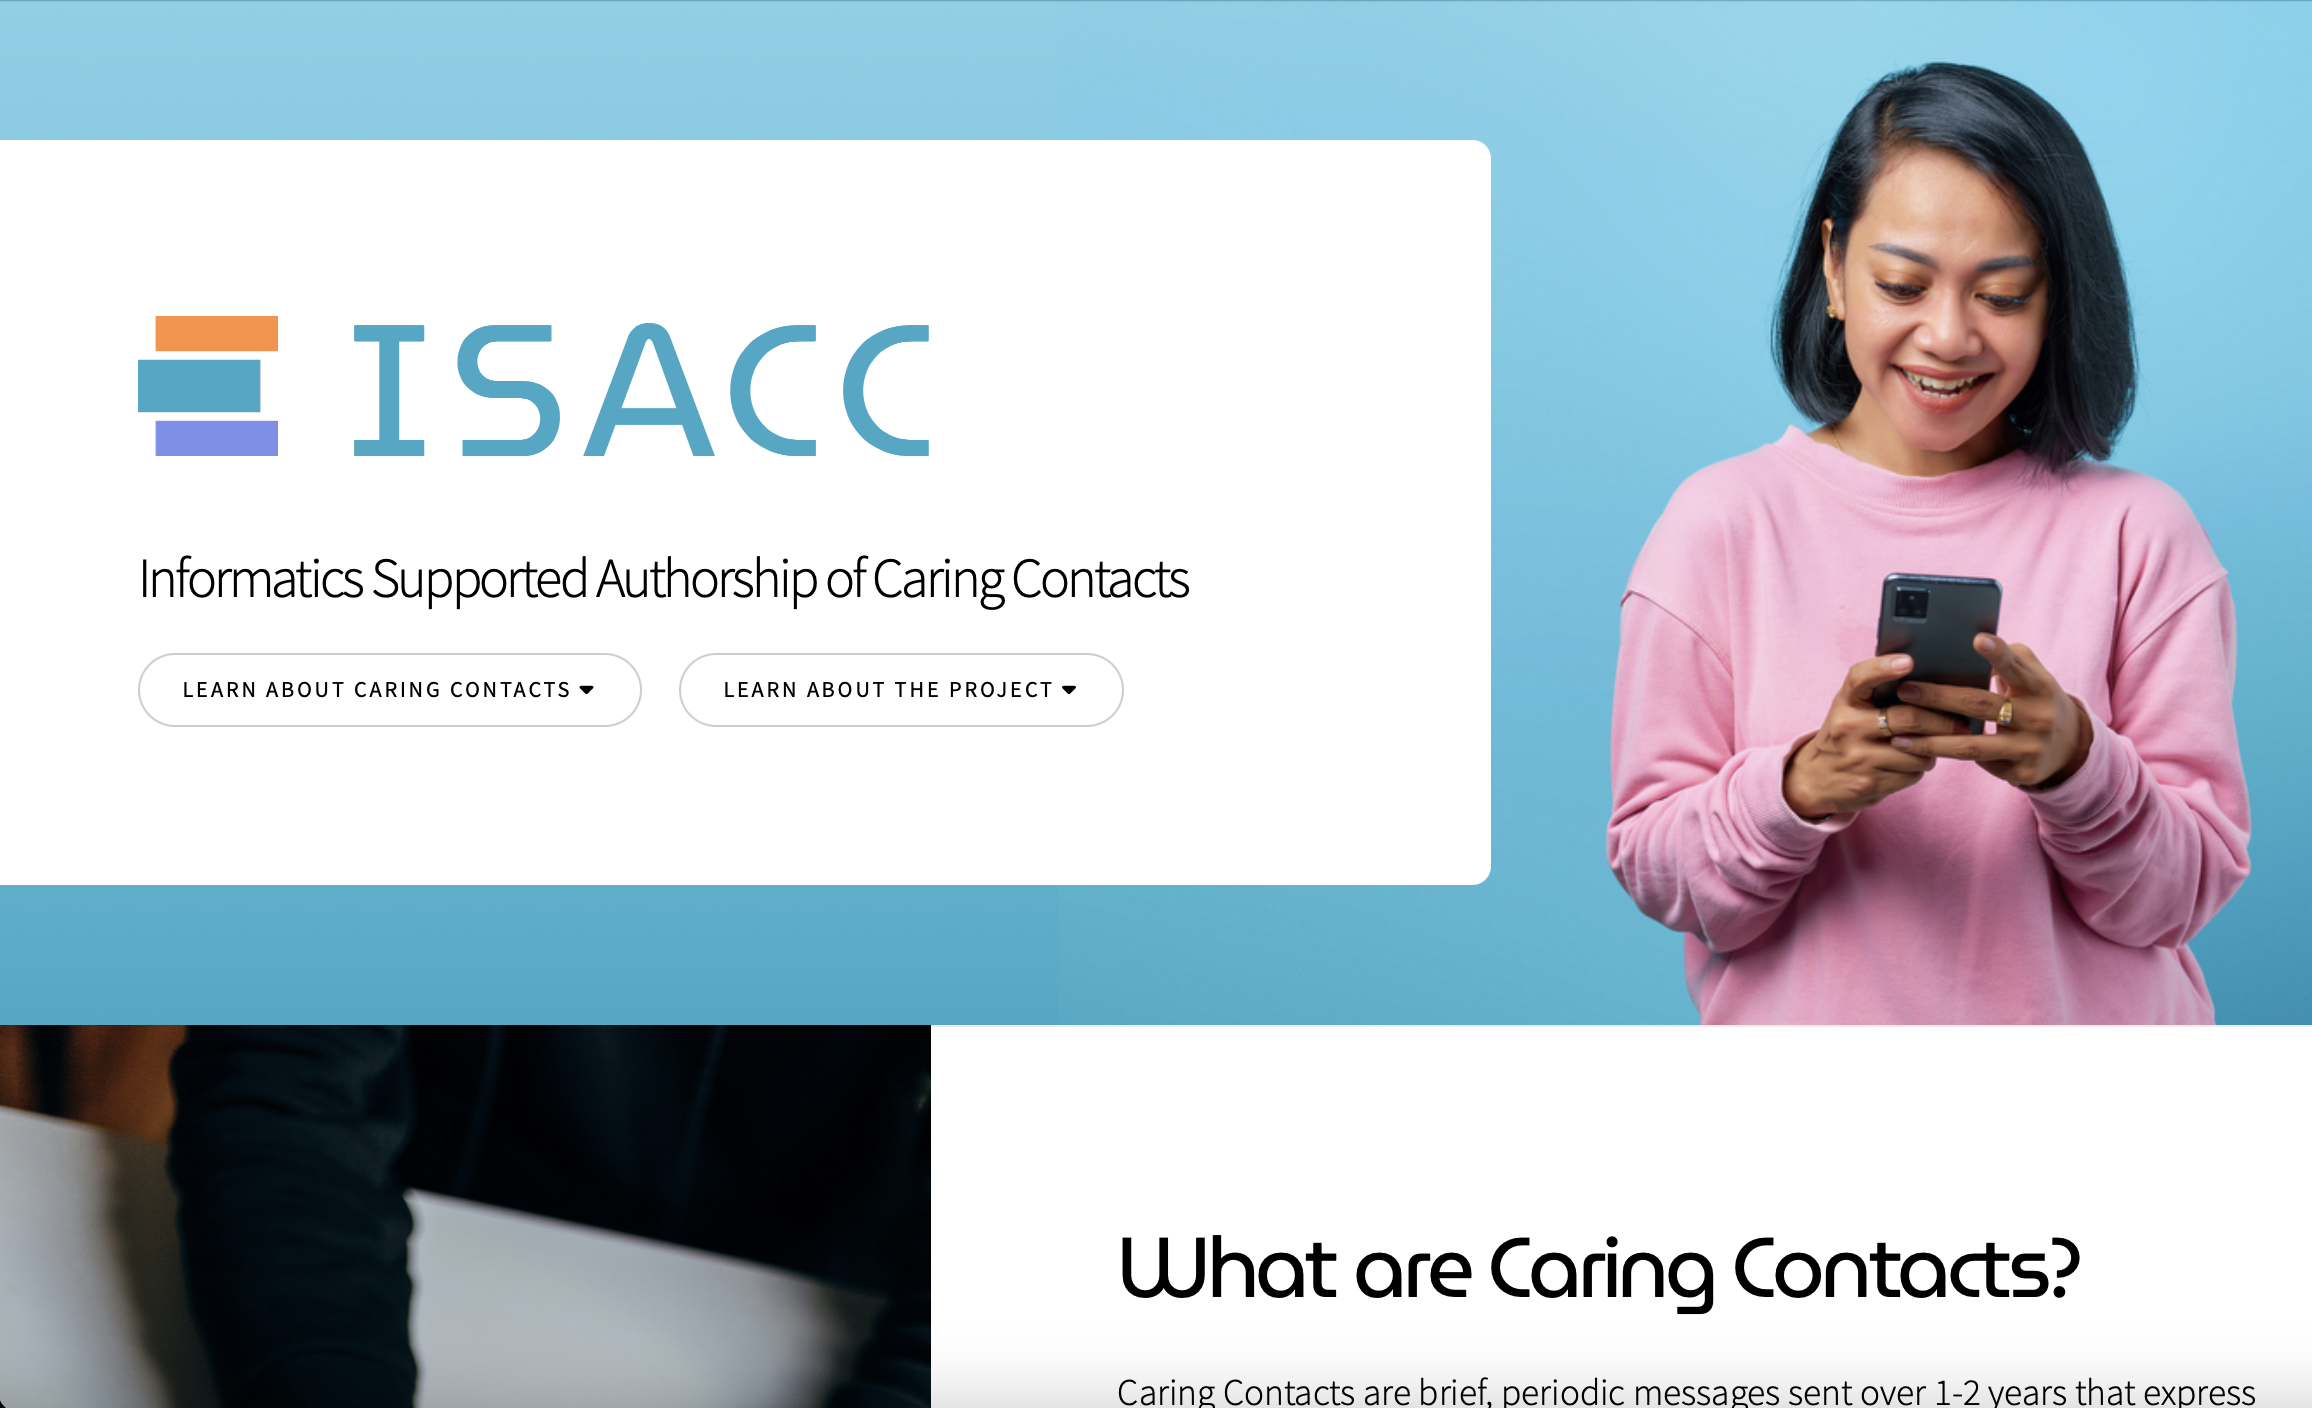 ISACC
Informatics Supported Authorship of Caring Contacts
LEARN ABOUT CARING CONTACTS
LEARN ABOUT THE PROJECT
What are Caring Contacts?
Caring Contacts are brief, periodic messages sent over 1-2 years that express